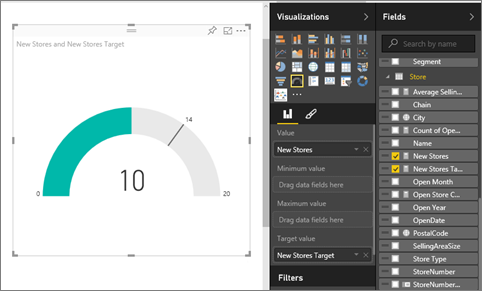 New Stores and New Stores Target
14
0
10
20
Visualizations
Value
New Stores
Minimum value
Drag data fields here
Maximum value
Drag data fields here
Target value
New Stores Target
Filters
Fields
Search by name
Segment
Store
Average Sellin...
Chain
City
Count of Ope...
Name
New Stores
New Stores Ta...
Open Month
Open Store C...
Open Year
OpenDate
PostalCode
SellingAreaSize
Store Type
StoreNumber
StoreNumber...